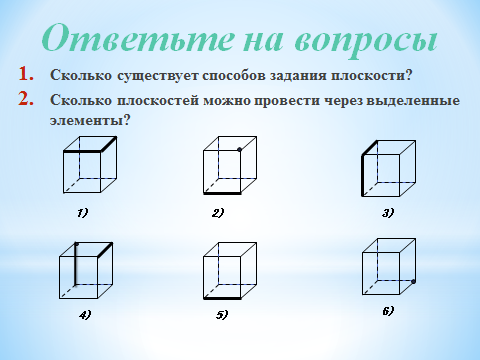 Ответьте на вопросы
1. Сколько существует способов задания плоскости?
2. Сколько плоскостей можно провести через выделенные
элементы?
1) 2) 3)
4) 5) 6)